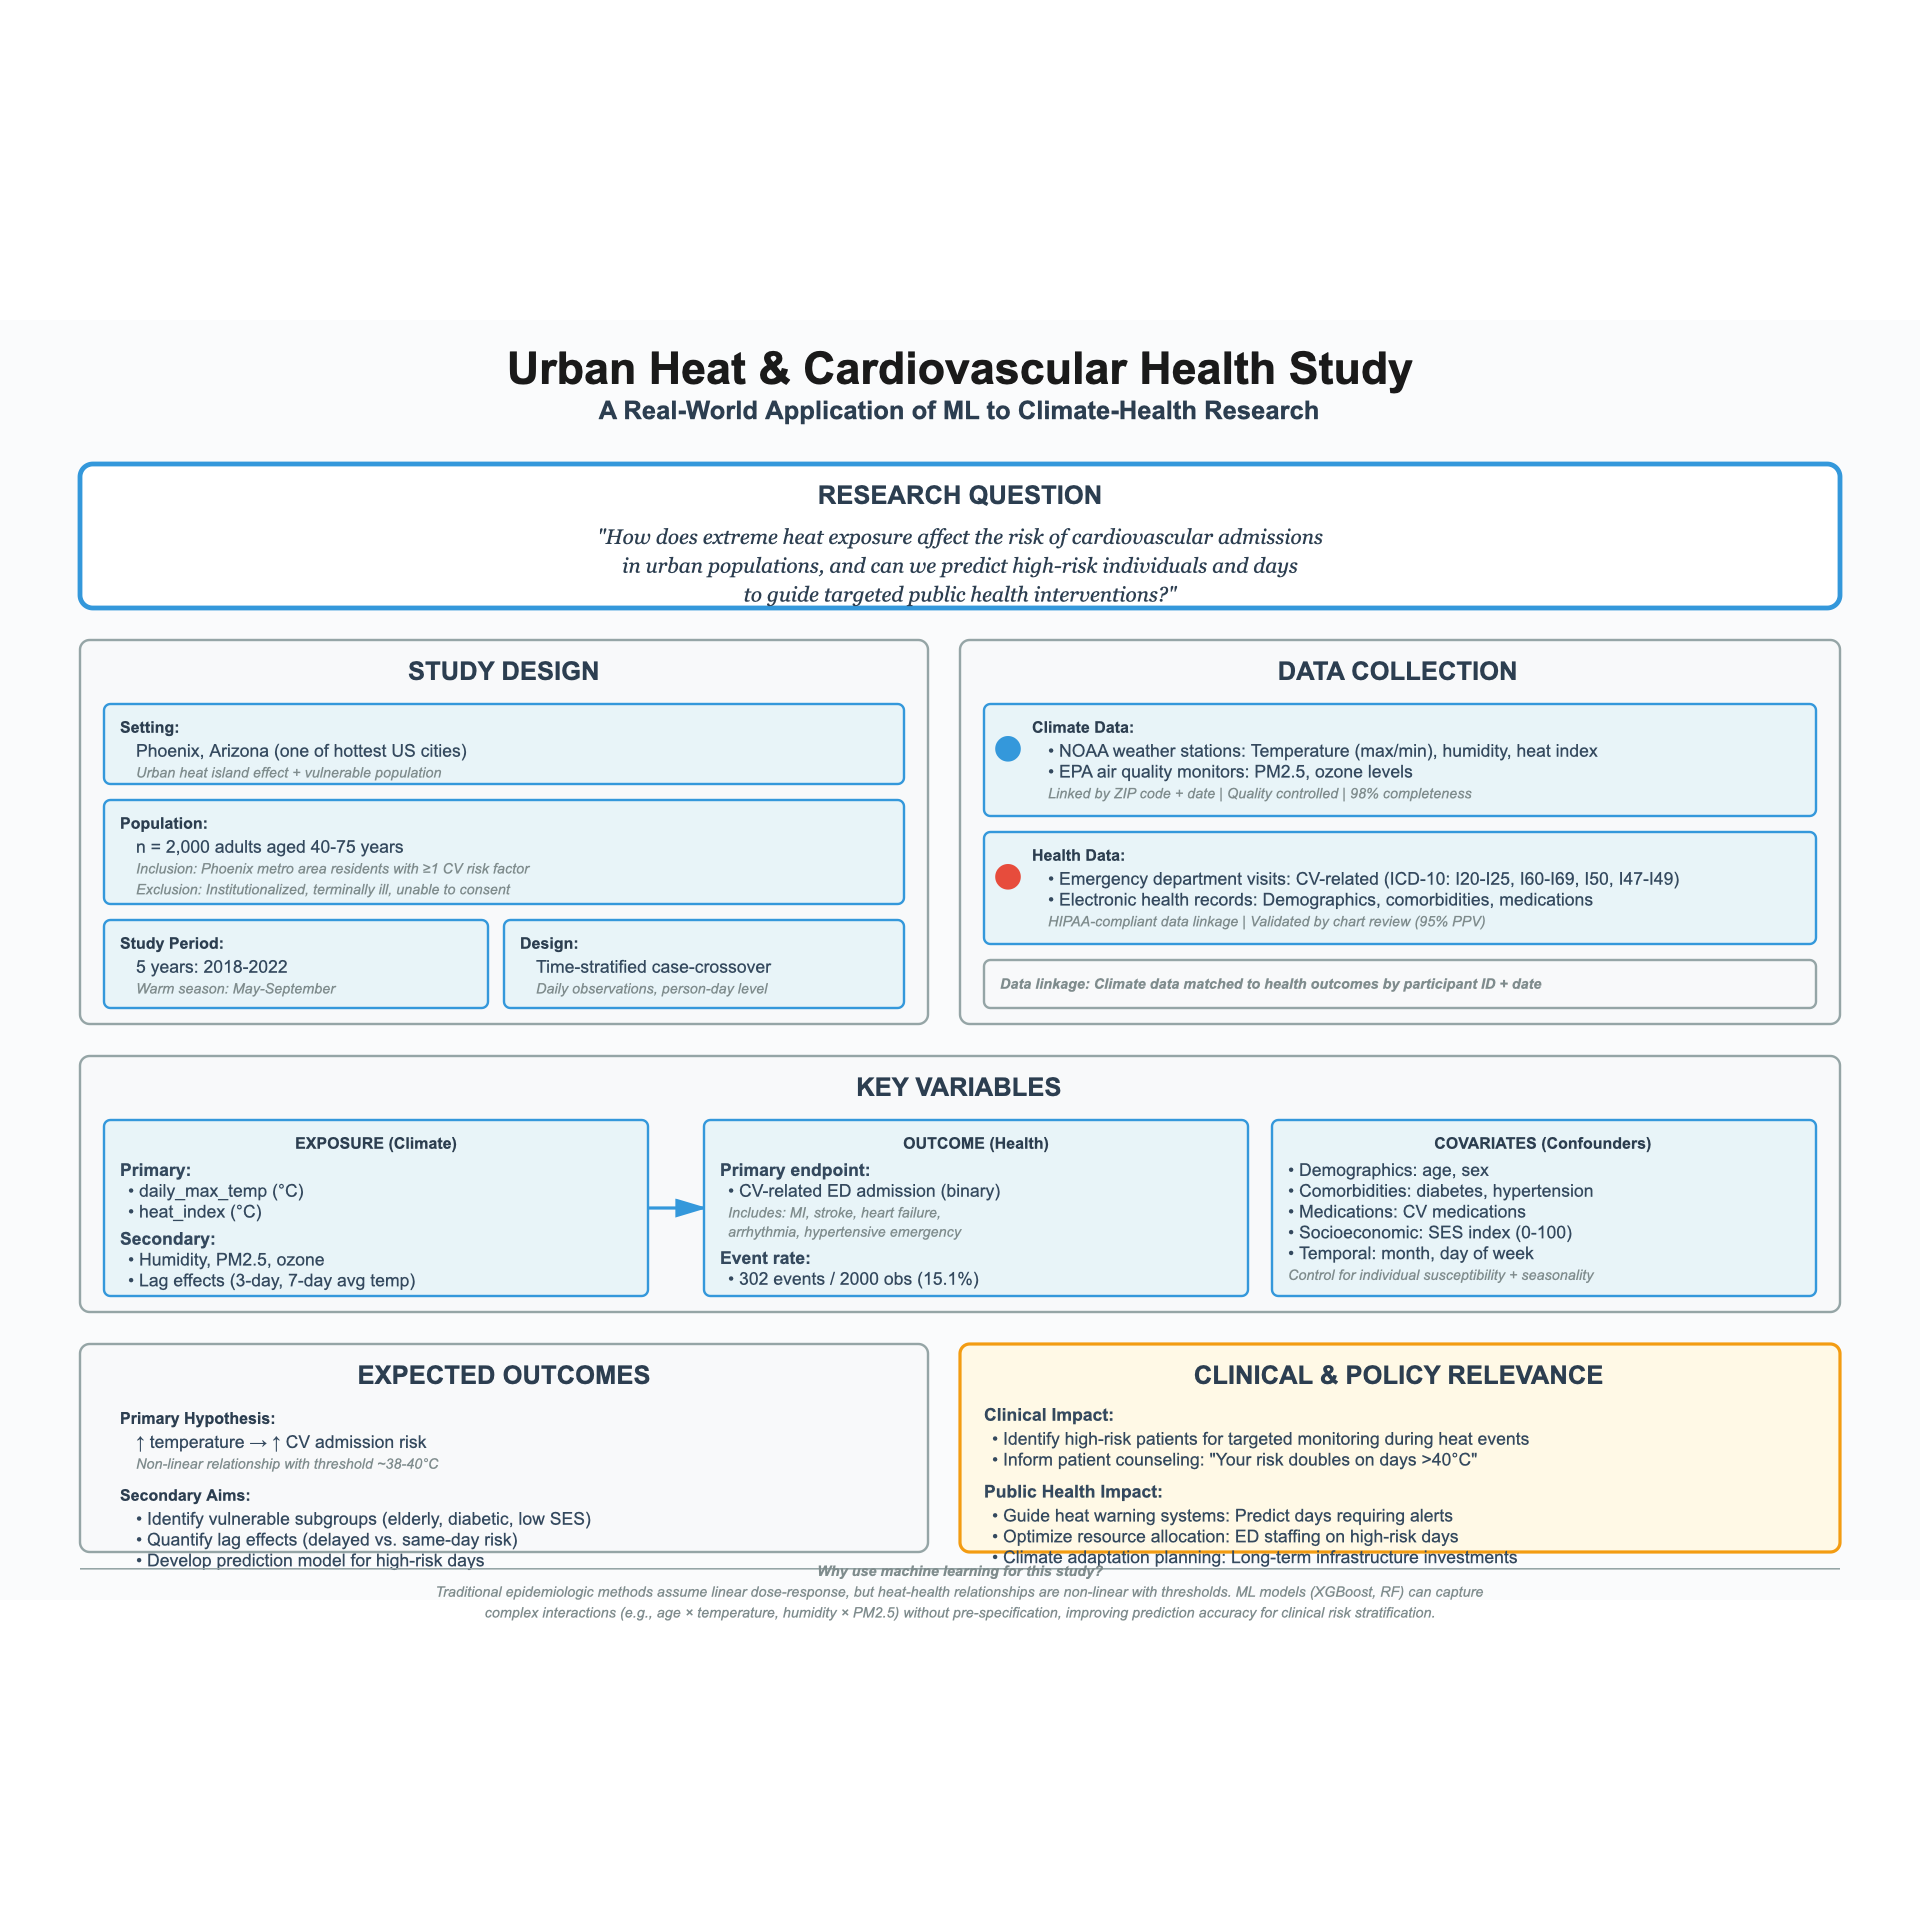 Urban Heat & Cardiovascular Health Study
A Real-World Application of ML to Climate-Health Research
RESEARCH QUESTION
"How does extreme heat exposure affect the risk of cardiovascular admissions
in urban populations, and can we predict high-risk individuals and days
to guide targeted public health interventions?"
STUDY DESIGN
Setting:
Phoenix, Arizona (one of hottest US cities)
Urban heat island effect + vulnerable population
Population:
n = 2,000 adults aged 40-75 years
Inclusion: Phoenix metro area residents with ≥1 CV risk factor
Exclusion: Institutionalized, terminally ill, unable to consent
Study Period:
5 years: 2018-2022
Warm season: May-September
Design:
Time-stratified case-crossover
Daily observations, person-day level
DATA COLLECTION
Climate Data:
• NOAA weather stations: Temperature (max/min), humidity, heat index
• EPA air quality monitors: PM2.5, ozone levels
Linked by ZIP code + date | Quality controlled | 98% completeness
Health Data:
• Emergency department visits: CV-related (ICD-10: I20-I25, I60-I69, I50, I47-I49)
• Electronic health records: Demographics, comorbidities, medications
HIPAA-compliant data linkage | Validated by chart review (95% PPV)
Data linkage: Climate data matched to health outcomes by participant ID + date
KEY VARIABLES
EXPOSURE (Climate)
Primary:
• daily_max_temp (°C)
• heat_index (°C)
Secondary:
• Humidity, PM2.5, ozone
• Lag effects (3-day, 7-day avg temp)
OUTCOME (Health)
Primary endpoint:
• CV-related ED admission (binary)
Includes: MI, stroke, heart failure,
arrhythmia, hypertensive emergency
Event rate:
• 302 events / 2000 obs (15.1%)
COVARIATES (Confounders)
• Demographics: age, sex
• Comorbidities: diabetes, hypertension
• Medications: CV medications
• Socioeconomic: SES index (0-100)
• Temporal: month, day of week
Control for individual susceptibility + seasonality
EXPECTED OUTCOMES
Primary Hypothesis:
↑ temperature → ↑ CV admission risk
Non-linear relationship with threshold ~38-40°C
Secondary Aims:
• Identify vulnerable subgroups (elderly, diabetic, low SES)
• Quantify lag effects (delayed vs. same-day risk)
• Develop prediction model for high-risk days
CLINICAL & POLICY RELEVANCE
Clinical Impact:
• Identify high-risk patients for targeted monitoring during heat events
• Inform patient counseling: "Your risk doubles on days >40°C"
Public Health Impact:
• Guide heat warning systems: Predict days requiring alerts
• Optimize resource allocation: ED staffing on high-risk days
• Climate adaptation planning: Long-term infrastructure investments
Why use machine learning for this study?
Traditional epidemiologic methods assume linear dose-response, but heat-health relationships are non-linear with thresholds. ML models (XGBoost, RF) can capture
complex interactions (e.g., age × temperature, humidity × PM2.5) without pre-specification, improving prediction accuracy for clinical risk stratification.